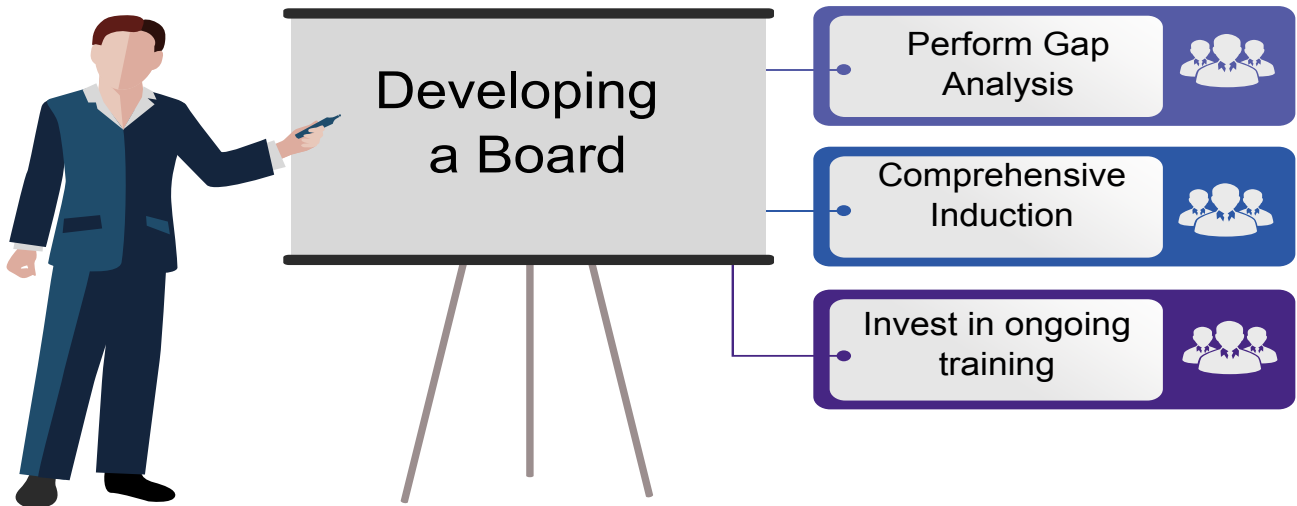 Developing
a Board
Perform Gap
Analysis
Comprehensive
Induction
Invest in ongoing
training